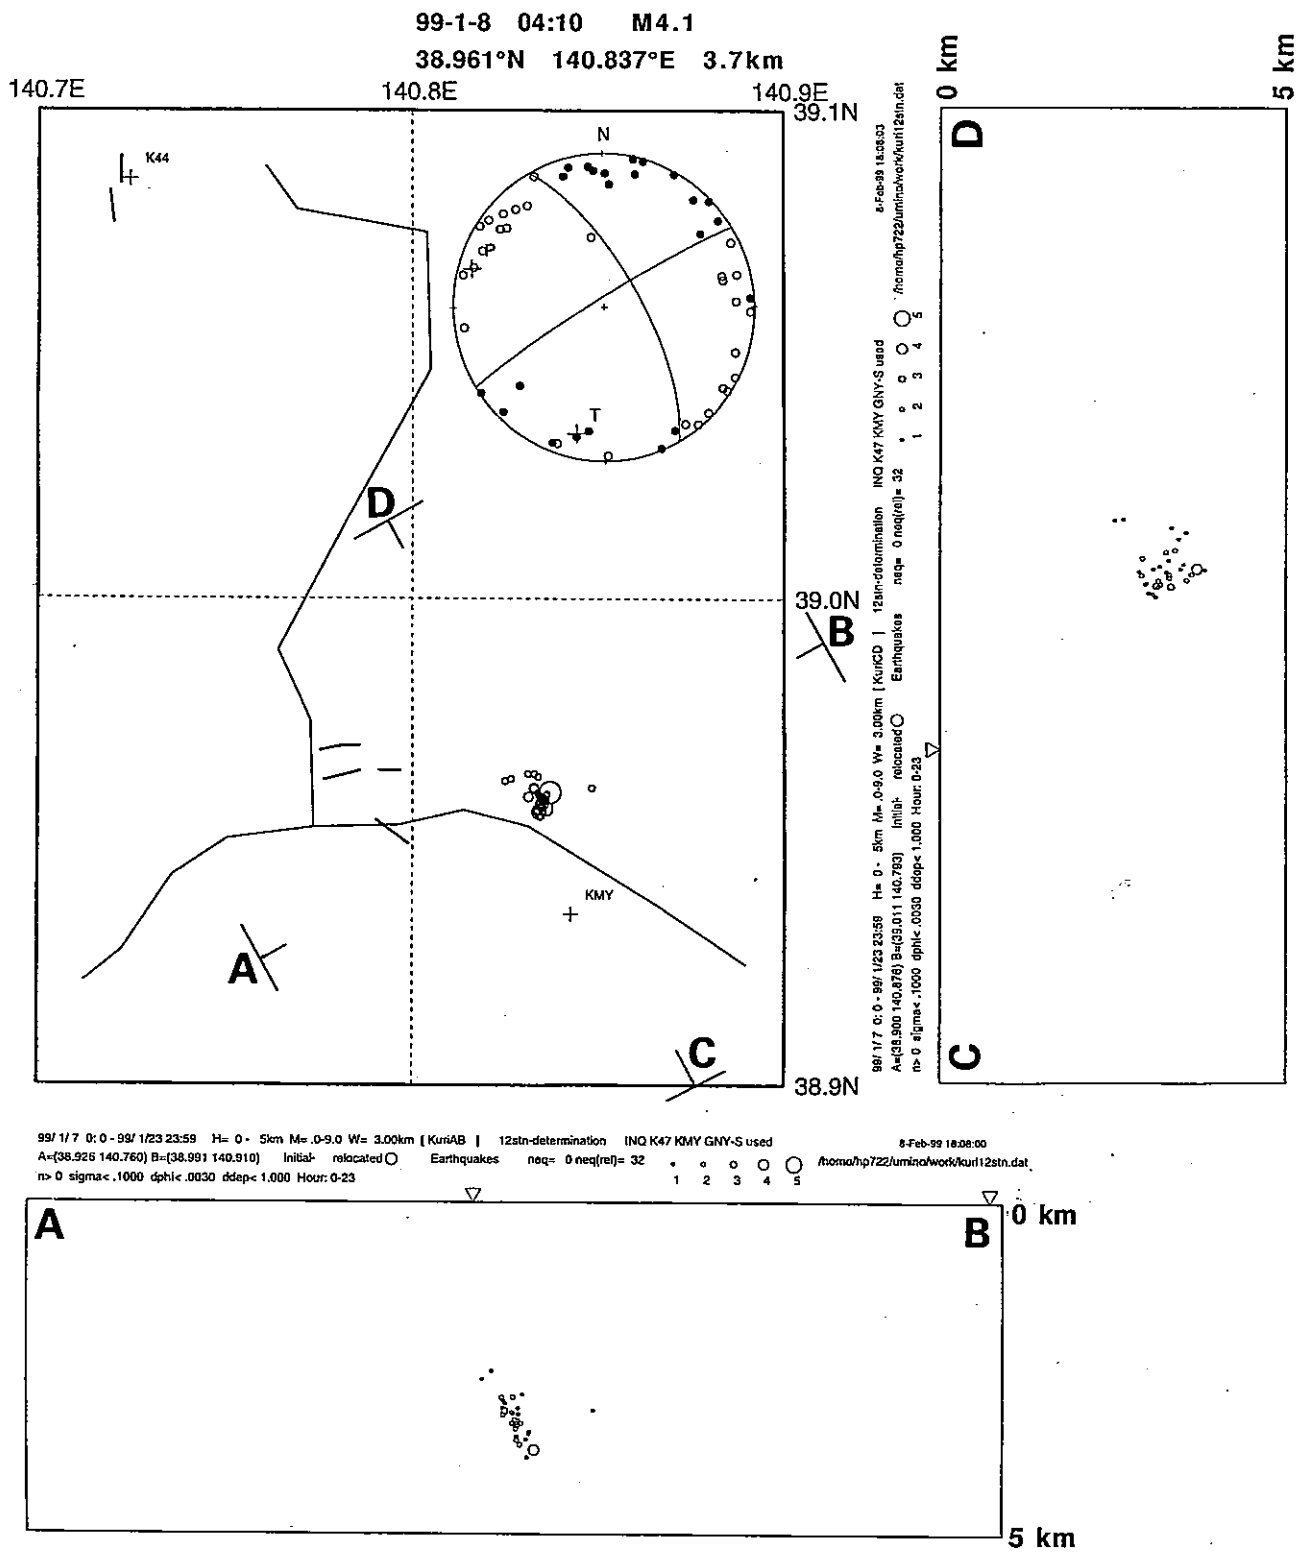 99-1-8 04:10 M4.1
38.961°N 140.837°E 3.7km
140.7E 140.8E 140.9E
39.1N
K44
N
P
T
D
39.0N
B
KMY
A
C
38.9N
0 km 5 km
D
C
8-Feb-99 18:08:03
99/ 1/ 7 0: 0 - 99/ 1/23 23:59 H= 0 - 5km M= .0-9.0 W= 3.00km [ KuriCD ] 12stn-determination INQ K47 KMY GNY-S used
A=(38.900 140.876) B=(39.011 140.793) Initial- relocated Earthquakes neq= 0 neq(rel)= 32 /home/hp722/umino/work/kuri12stn.dat
1 2 3 4 5
n> 0 sigma< .1000 dphi< .0030 ddep< 1.000 Hour: 0-23
99/ 1/ 7 0: 0 - 99/ 1/23 23:59 H= 0 - 5km M= .0-9.0 W= 3.00km [ KuriAB ] 12stn-determination INQ K47 KMY GNY-S used 8-Feb-99 18:08:00
A=(38.926 140.760) B=(38.991 140.910) Initial- relocated Earthquakes neq= 0 neq(rel)= 32 /home/hp722/umino/work/kuri12stn.dat
n> 0 sigma< .1000 dphi< .0030 ddep< 1.000 Hour: 0-23 1 2 3 4 5
A B 0 km
5 km